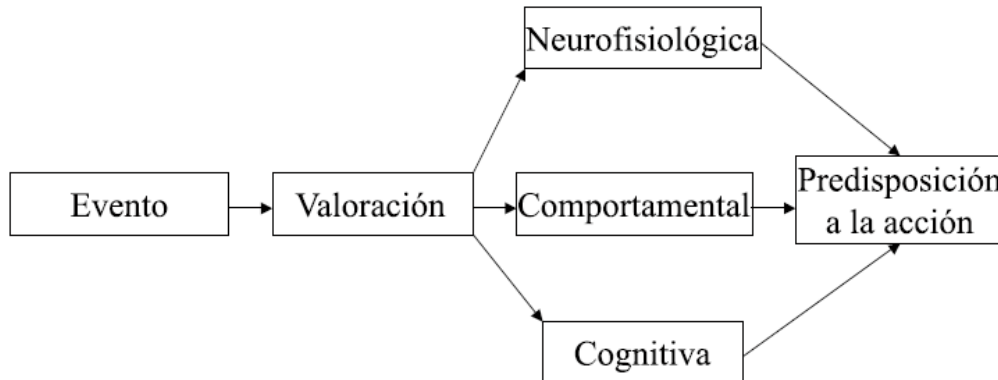 Neurofisiológica
Evento
Valoración
Comportamental
Predisposición
a la acción
Cognitiva